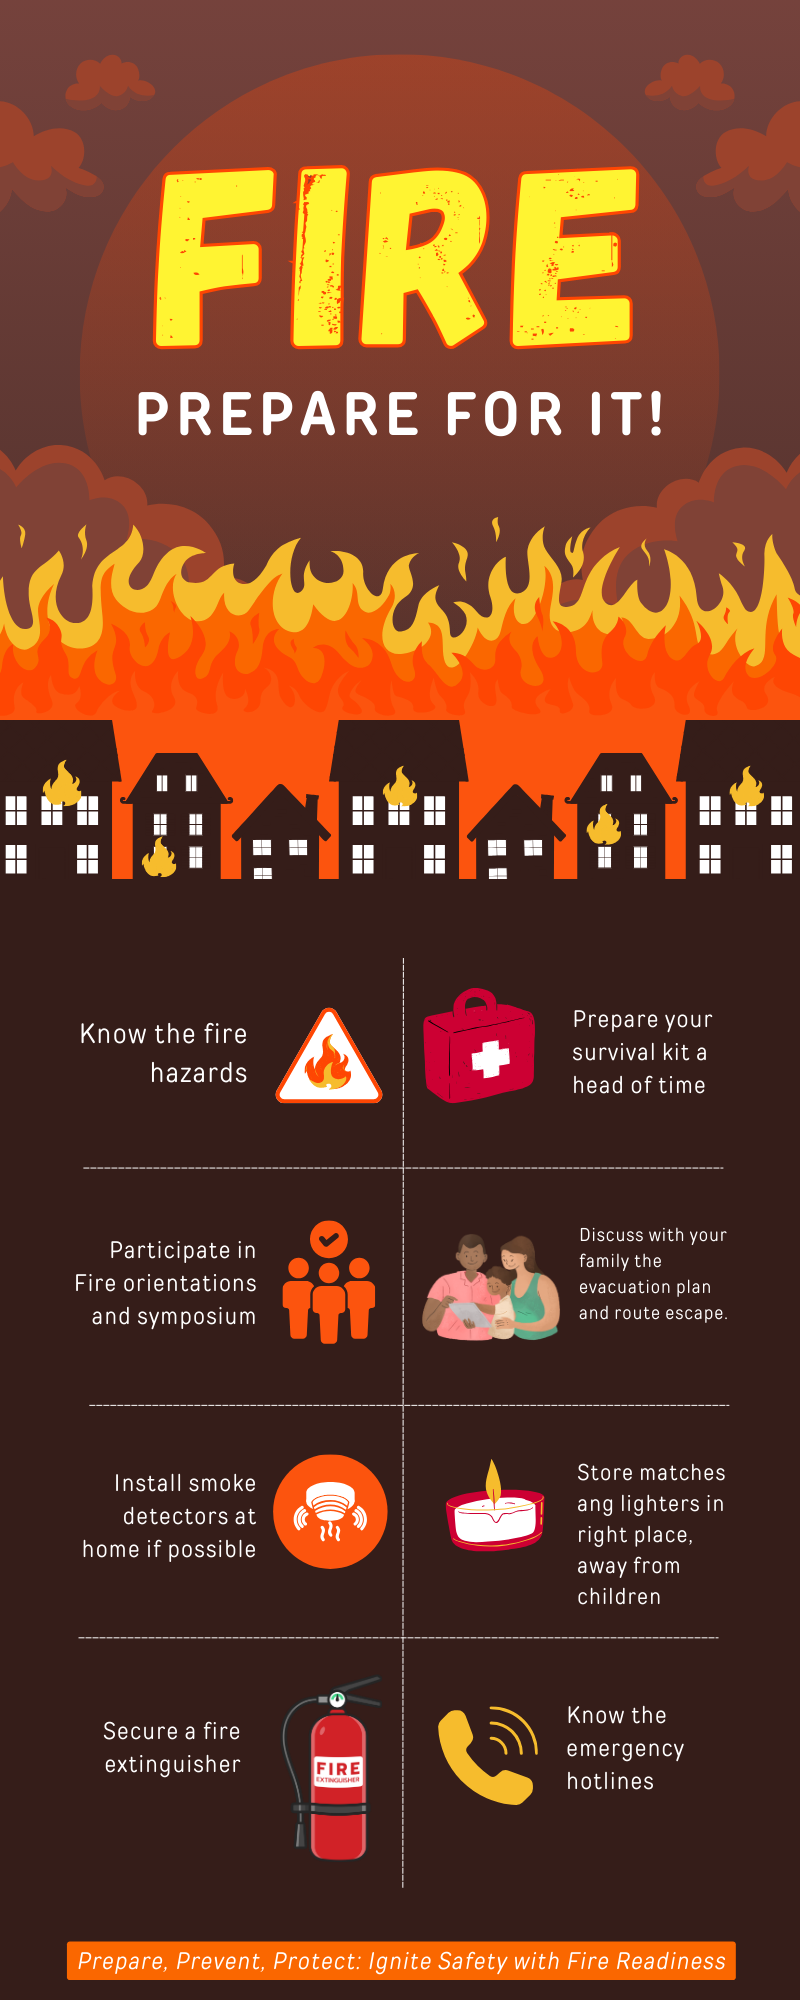 FIRE
PREPARE FOR IT!
Know the fire
hazards
Prepare your
survival kit a
head of time
Participate in
Fire orientations
and symposium
Discuss with your
family the
evacuation plan
and route escape.
Install smoke
detectors at
home if possible
Store matches
ang lighters in
right place,
away from
children
Secure a fire
extinguisher
FIRE
EXTINGUISHER
Know the
emergency
hotlines
Prepare, Prevent, Protect: Ignite Safety with Fire Readiness